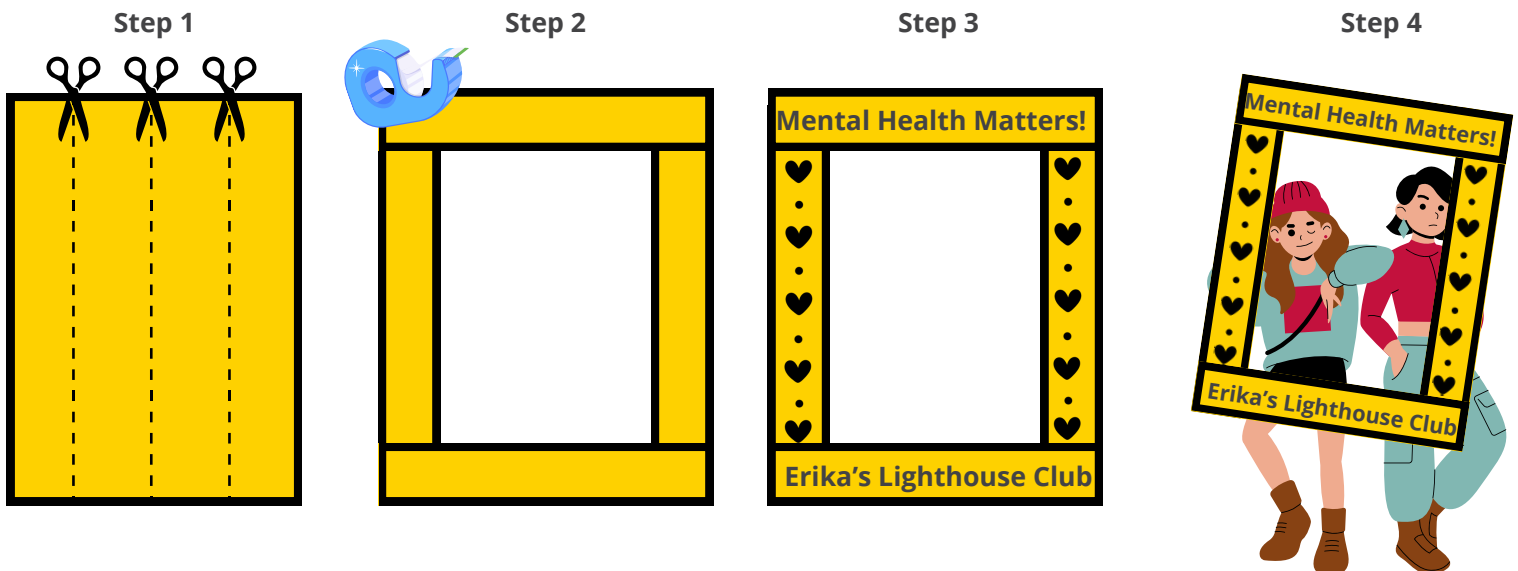 Step 1
Step 2
Step 3
Step 4
Mental Health Matters!
Erika’s Lighthouse Club
Mental Health Matters!
Erika’s Lighthouse Club